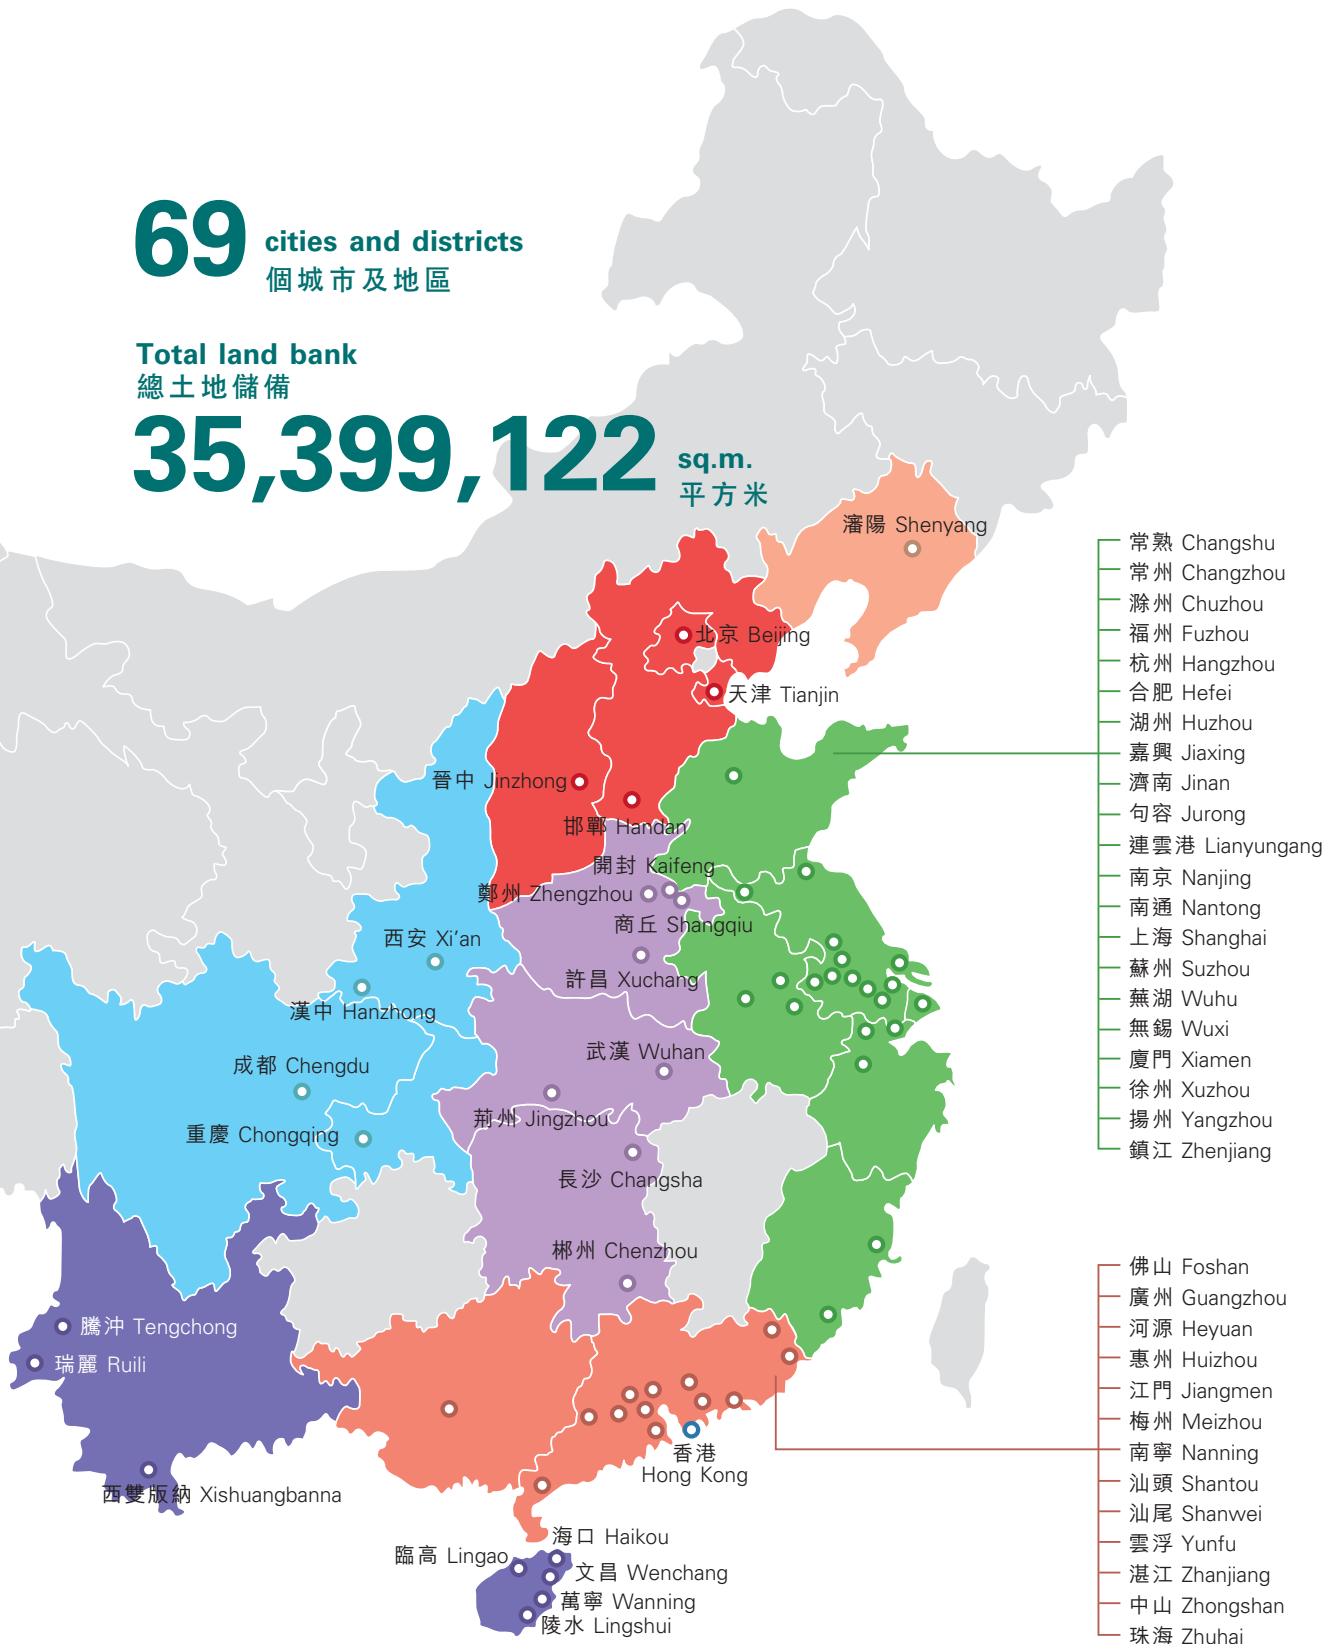 69 cities and districts
個城市及地區
Total land bank
總土地儲備
35,399,122 sq.m.
平方米
瀋陽 Shenyang
北京 Beijing
天津 Tianjin
晉中 Jinzhong
邯鄲 Handan
開封 Kaifeng
鄭州 Zhengzhou
商丘 Shangqiu
西安 Xi’an
許昌 Xuchang
漢中 Hanzhong
武漢 Wuhan
成都 Chengdu
荊州 Jingzhou
重慶 Chongqing
長沙 Changsha
郴州 Chenzhou
騰沖 Tengchong
瑞麗 Ruili
西雙版納 Xishuangbanna
香港
Hong Kong
海口 Haikou
臨高 Lingao
文昌 Wenchang
萬寧 Wanning
陵水 Lingshui
常熟 Changshu
常州 Changzhou
滁州 Chuzhou
福州 Fuzhou
杭州 Hangzhou
合肥 Hefei
湖州 Huzhou
嘉興 Jiaxing
濟南 Jinan
句容 Jurong
連雲港 Lianyungang
南京 Nanjing
南通 Nantong
上海 Shanghai
蘇州 Suzhou
蕪湖 Wuhu
無錫 Wuxi
廈門 Xiamen
徐州 Xuzhou
揚州 Yangzhou
鎮江 Zhenjiang
佛山 Foshan
廣州 Guangzhou
河源 Heyuan
惠州 Huizhou
江門 Jiangmen
梅州 Meizhou
南寧 Nanning
汕頭 Shantou
汕尾 Shanwei
雲浮 Yunfu
湛江 Zhanjiang
中山 Zhongshan
珠海 Zhuhai